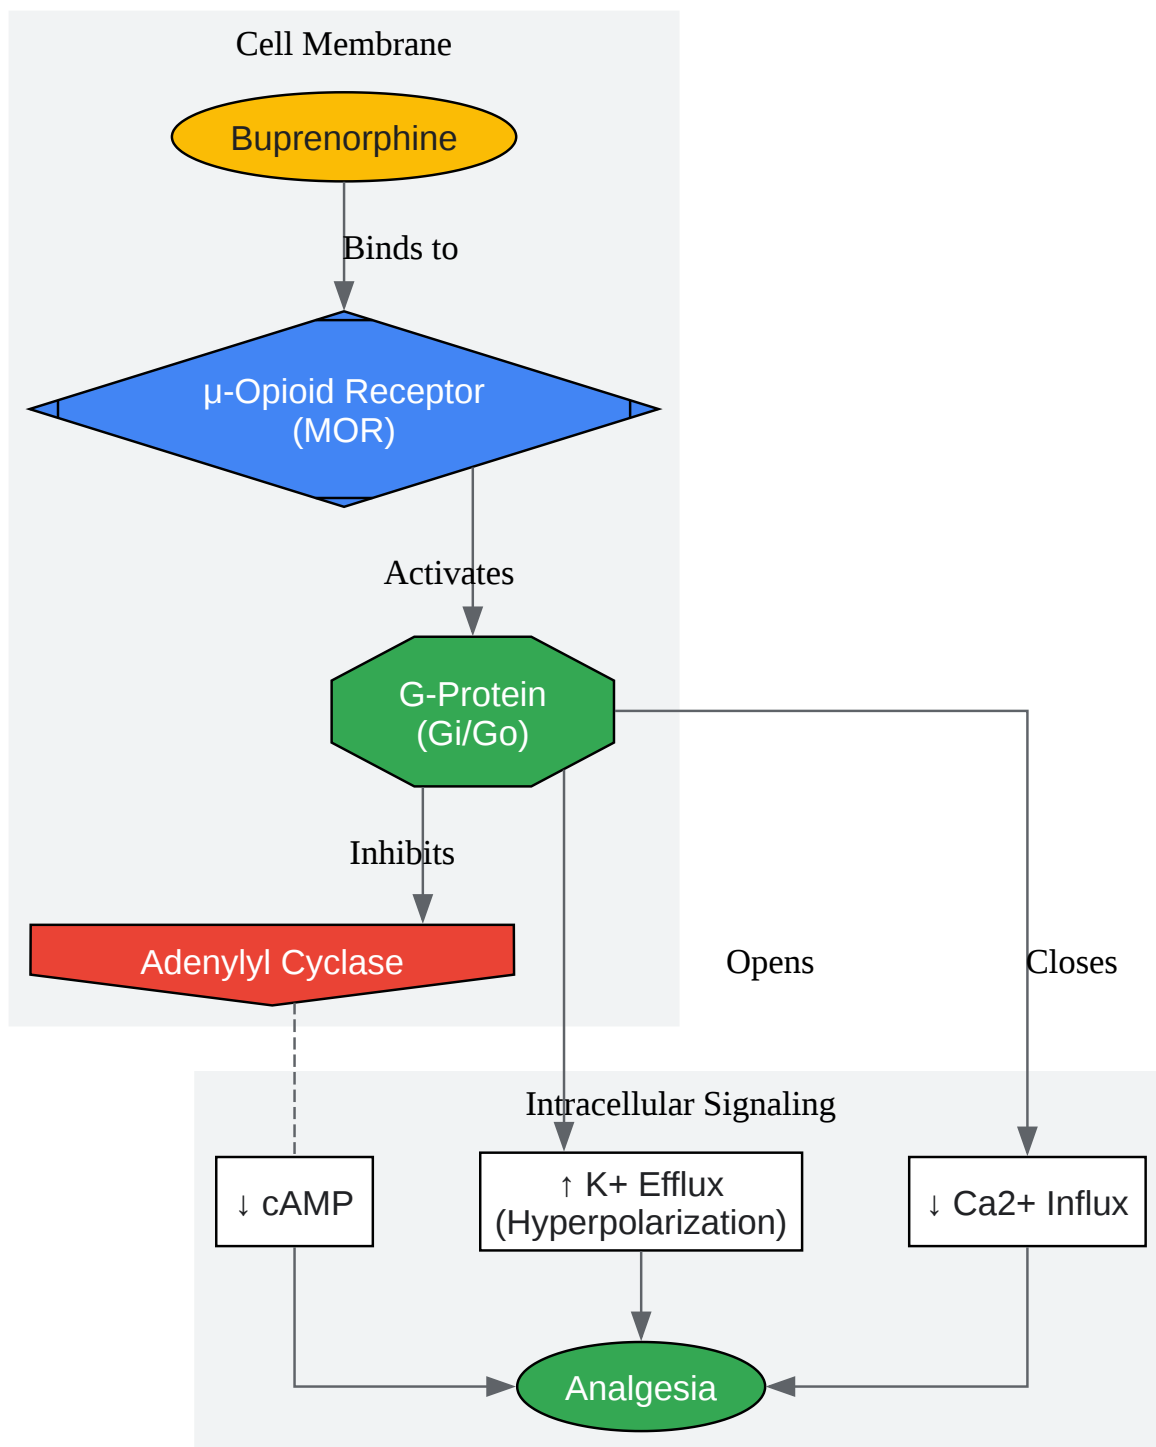 Cell Membrane
Buprenorphine
Binds to
μ-Opioid Receptor
(MOR)
Activates
G-Protein
(Gi/Go)
Inhibits
Adenylyl Cyclase
Opens
Closes
Intracellular Signaling
↓ cAMP
↑ K+ Efflux
(Hyperpolarization)
↓ Ca2+ Influx
Analgesia